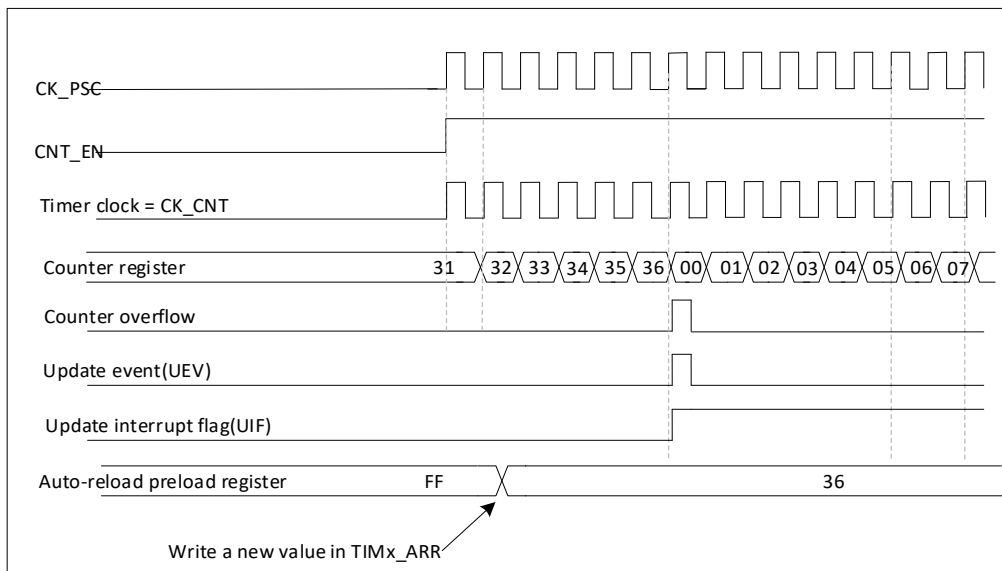 CK_PSC
CNT_EN
Timer clock = CK_CNT
Counter register 31 32 33 34 35 36 00 01 02 03 04 05 06 07
Counter overflow
Update event(UEV)
Update interrupt flag(UIF)
Auto-reload preload register FF 36
Write a new value in TIMx_ARR